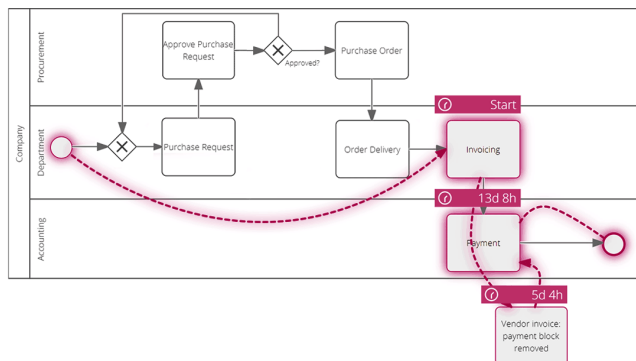 Company
Procurement
Approve Purchase
Request
Approved?
Purchase Order
Department
Purchase Request
Order Delivery
Start
Invoicing
Accounting
13d 8h
Payment
5d 4h
Vendor invoice:
payment block
removed